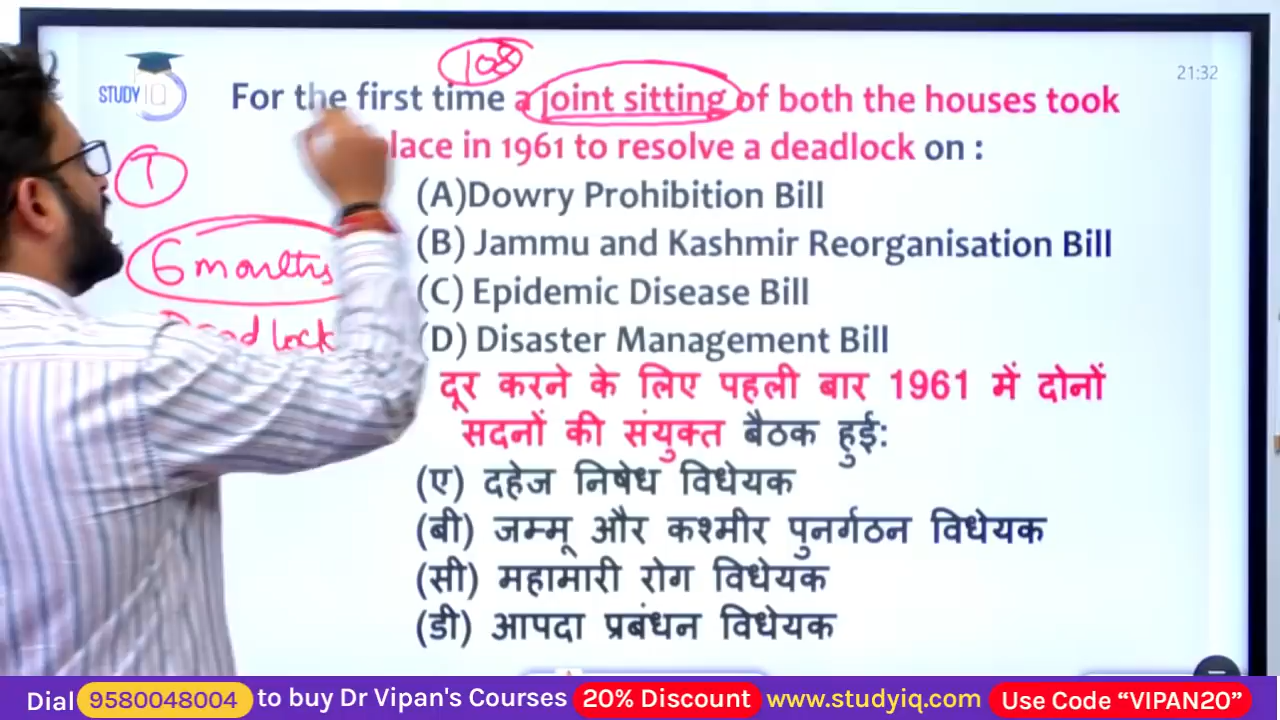 108
STUDY IQ
21:32
For the first time a joint sitting of both the houses took
lace in 1961 to resolve a deadlock on :
(A)Dowry Prohibition Bill
(B) Jammu and Kashmir Reorganisation Bill
6 months
(C) Epidemic Disease Bill
lock
(D) Disaster Management Bill
दूर करने के लिए पहली बार 1961 में दोनों
सदनों की संयुक्त बैठक हुई:
(ए) दहेज निषेध विधेयक
(बी) जम्मू और कश्मीर पुनर्गठन विधेयक
(सी) महामारी रोग विधेयक
(डी) आपदा प्रबंधन विधेयक
Dial 9580048004 to buy Dr Vipan's Courses 20% Discount www.studyiq.com Use Code “VIPAN20”